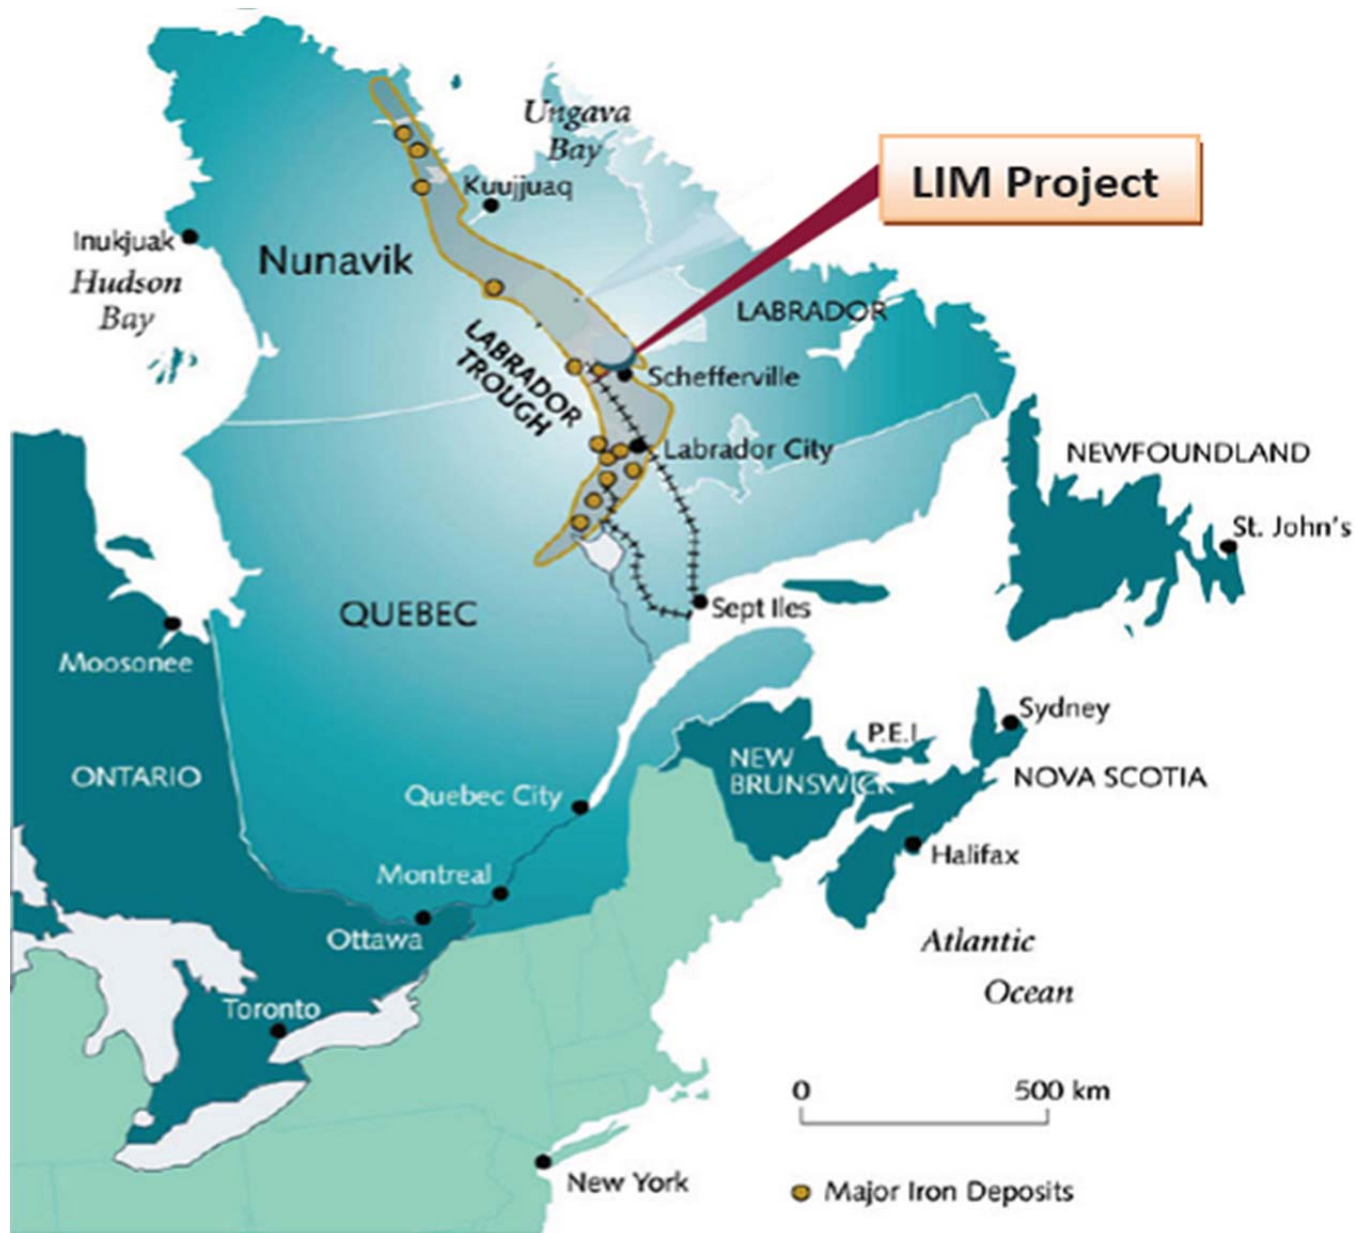 Ungava
Bay
LIM Project
Kuujjuaq
Inukjuak
Hudson
Bay
Nunavik
LABRADOR
LABRADOR
TROUGH
Schefferville
Labrador City
NEWFOUNDLAND
St. John's
QUEBEC
Sept Iles
Moosonee
Sydney
P.E.I.
NEW
BRUNSWICK
NOVA SCOTIA
ONTARIO
Quebec City
Halifax
Montreal
Ottawa
Atlantic
Ocean
Toronto
0 500 km
New York
Major Iron Deposits